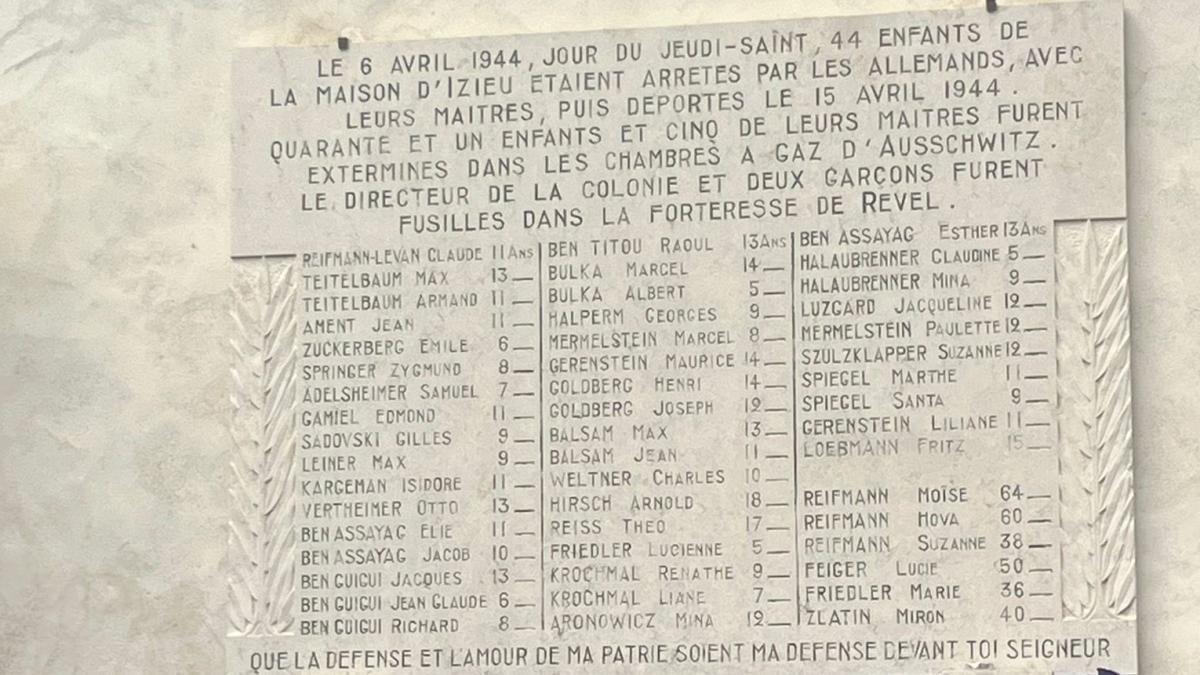 LE 6 AVRIL 1944, JOUR DU JEUDI-SAINT, 44 ENFANTS DE
LA MAISON D'IZIEU ETAIENT ARRETES PAR LES ALLEMANDS, AVEC
LEURS MAITRES, PUIS DEPORTES LE 15 AVRIL 1944.
QUARANTE ET UN ENFANTS ET CINQ DE LEURS MAITRES FURENT
EXTERMINES DANS LES CHAMBRES A GAZ D'AUSSCHWITZ.
LE DIRECTEUR DE LA COLONIE ET DEUX GARÇONS FURENT
FUSILLES DANS LA FORTERESSE DE REVEL.
REIFMANN-LEVAN CLAUDE 11 ANS
TEITELBAUM MAX 13 —
TEITELBAUM ARMAND 11 —
AMENT JEAN 11 —
ZUCKERBERG EMILE 6 —
SPRINGER ZYGMUND 8 —
ADELSHEIMER SAMUEL 7 —
GAMIEL EDMOND 11 —
SADOVSKI GILLES 9 —
LEINER MAX 9 —
KARGEMAN ISIDORE 11 —
VERTHEIMER OTTO 13 —
BEN ASSAYAG ELIE 11 —
BEN ASSAYAG JACOB 10 —
BEN GUIGUI JACQUES 13 —
BEN GUIGUI JEAN CLAUDE 6 —
BEN GUIGUI RICHARD 8 —
BEN TITOU RAOUL 13 ANS
BULKA MARCEL 14 —
BULKA ALBERT 5 —
HALPERM GEORGES 9 —
MERMELSTEIN MARCEL 8 —
GERENSTEIN MAURICE 14 —
GOLDBERG HENRI 14 —
GOLDBERG JOSEPH 12 —
BALSAM MAX 13 —
BALSAM JEAN 11 —
WELTNER CHARLES 10 —
HIRSCH ARNOLD 18 —
REISS THEO 17 —
FRIEDLER LUCIENNE 5 —
KROCHMAL RENATHE 9 —
KROCHMAL LIANE 7 —
ARONOWICZ MINA 12 —
BEN ASSAYAG ESTHER 13 ANS
HALAUBRENNER CLAUDINE 5 —
HALAUBRENNER MINA 9 —
LUZGARD JACQUELINE 12 —
MERMELSTEIN PAULETTE 12 —
SZULZKLAPPER SUZANNE 12 —
SPIEGEL MARTHE 11 —
SPIEGEL SANTA 9 —
GERENSTEIN LILIANE 11 —
LOEBMANN FRITZ 15 —
REIFMANN MOÏSE 64 —
REIFMANN HOVA 60 —
REIFMANN SUZANNE 38 —
FEIGER LUCIE 50 —
FRIEDLER MARIE 36 —
ZLATIN MIRON 40 —
QUE LA DEFENSE ET L'AMOUR DE MA PATRIE SOIENT MA DEFENSE DEVANT TOI SEIGNEUR